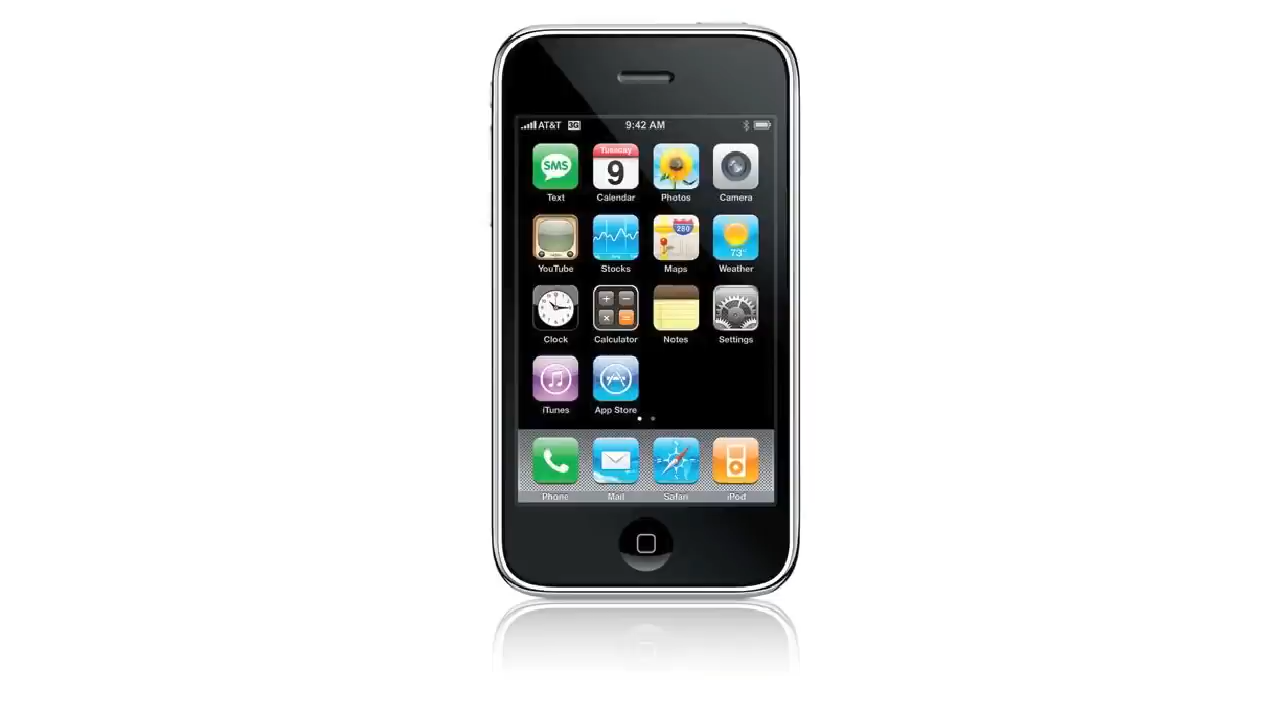 AT&T 3G 9:42 AM
SMS Tuesday 9
Text Calendar Photos Camera
280 73°
YouTube Stocks Maps Weather
Clock Calculator Notes Settings
iTunes App Store
Phone Mail Safari iPod